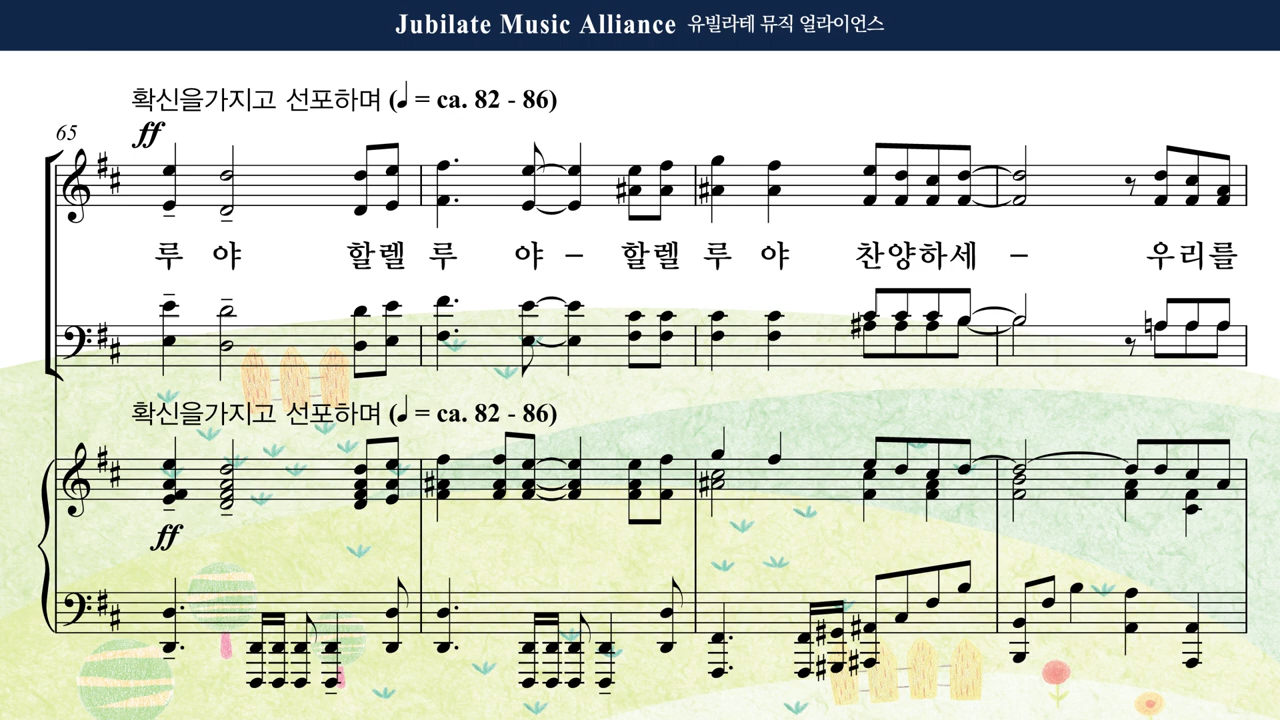 Jubilate Music Alliance 유빌라테 뮤직 얼라이언스
확신을가지고 선포하며 (♩ = ca. 82 - 86)
65
ff
루 야 할렐 루 야 – 할렐 루 야 찬양하세 – 우리를
확신을가지고 선포하며 (♩ = ca. 82 - 86)
ff